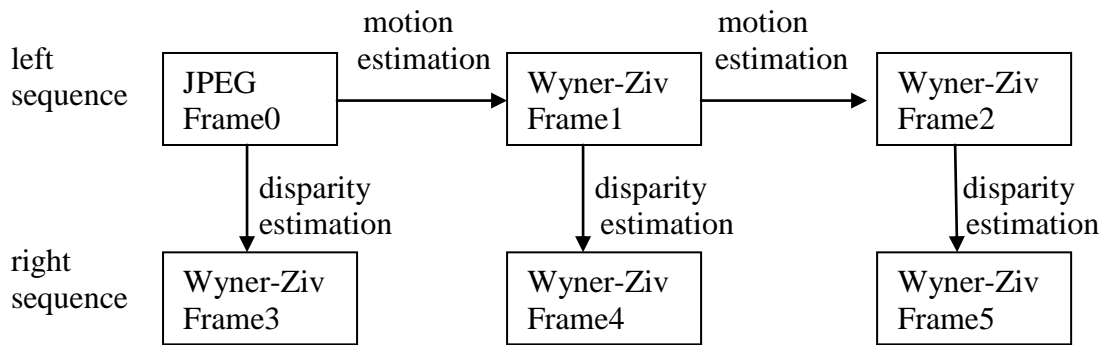 motion
estimation
motion
estimation
left
sequence
JPEG
Frame0
Wyner-Ziv
Frame1
Wyner-Ziv
Frame2
disparity
estimation
disparity
estimation
disparity
estimation
right
sequence
Wyner-Ziv
Frame3
Wyner-Ziv
Frame4
Wyner-Ziv
Frame5